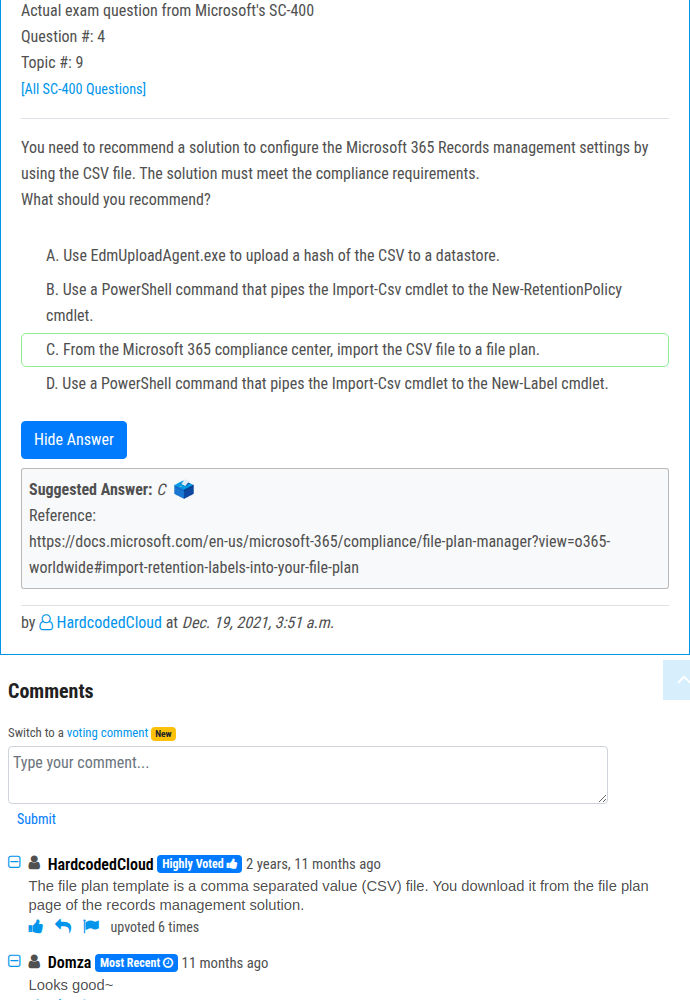 Actual exam question from Microsoft's SC-400
Question #: 4
Topic #: 9
[All SC-400 Questions]
You need to recommend a solution to configure the Microsoft 365 Records management settings by
using the CSV file. The solution must meet the compliance requirements.
What should you recommend?
A. Use EdmUploadAgent.exe to upload a hash of the CSV to a datastore.
B. Use a PowerShell command that pipes the Import-Csv cmdlet to the New-RetentionPolicy
cmdlet.
C. From the Microsoft 365 compliance center, import the CSV file to a file plan.
D. Use a PowerShell command that pipes the Import-Csv cmdlet to the New-Label cmdlet.
Hide Answer
Suggested Answer: C
Reference:
https://docs.microsoft.com/en-us/microsoft-365/compliance/file-plan-manager?view=o365-
worldwide#import-retention-labels-into-your-file-plan
by HardcodedCloud at Dec. 19, 2021, 3:51 a.m.
Comments
Switch to a voting comment New
Type your comment...
Submit
HardcodedCloud Highly Voted 2 years, 11 months ago
The file plan template is a comma separated value (CSV) file. You download it from the file plan
page of the records management solution.
upvoted 6 times
Domza Most Recent 11 months ago
Looks good~